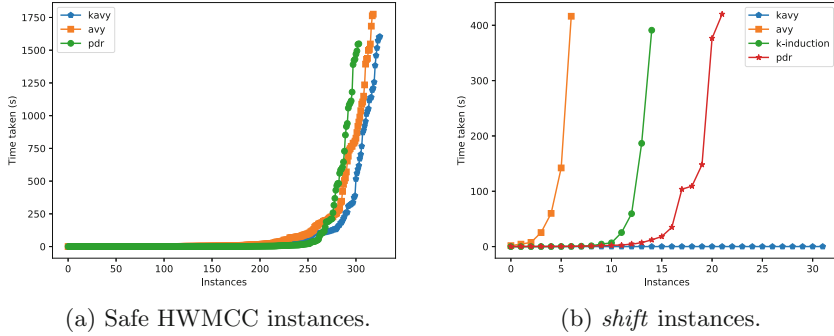 kavy
avy
pdr
1750
1500
1250
1000
750
500
250
0
Time taken (s)
0 50 100 150 200 250 300
Instances
(a) Safe HWMCC instances.
kavy
avy
k-induction
pdr
400
300
200
100
0
Time taken (s)
0 5 10 15 20 25 30
Instances
(b) shift instances.